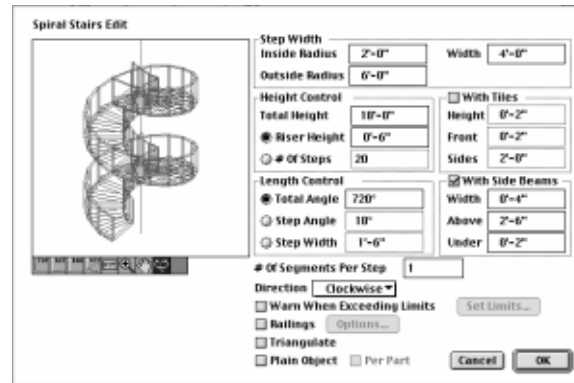 Spiral Stairs Edit
Step Width
Inside Radius 2'-0" Width 4'-0"
Outside Radius 6'-0"
Height Control
Total Height 10'-0"
Riser Height 0'-6"
# Of Steps 20
With Tiles
Height 0'-2"
Front 0'-2"
Sides 2'-0"
Length Control
Total Angle 720°
Step Angle 18°
Step Width 1'-6"
With Side Beams
Width 0'-4"
Above 2'-6"
Under 0'-2"
# Of Segments Per Step 1
Direction Clockwise
Warn When Exceeding Limits Set Limits...
Railings Options...
Triangulate
Plain Object Per Part
Cancel OK